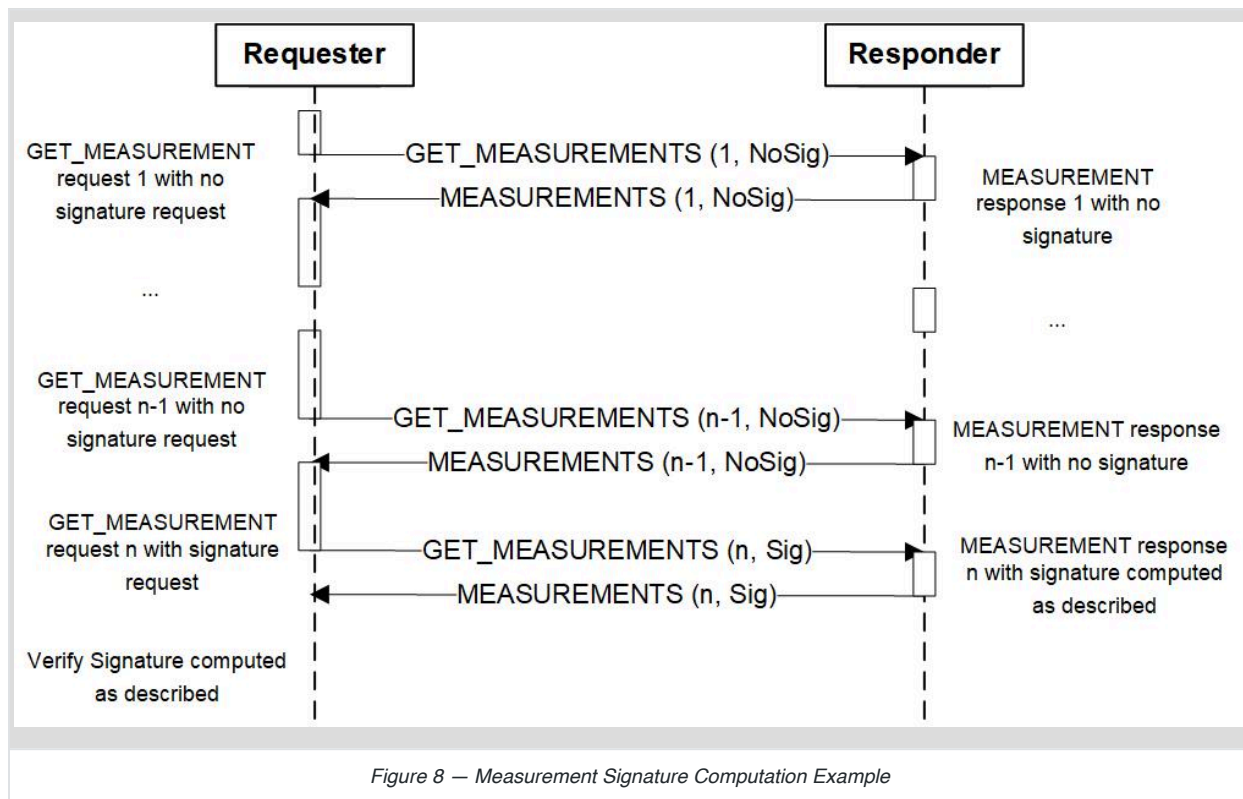 Requester
Responder
GET_MEASUREMENT
request 1 with no
signature request
GET_MEASUREMENTS (1, NoSig)
MEASUREMENTS (1, NoSig)
MEASUREMENT
response 1 with no
signature
...
...
GET_MEASUREMENT
request n-1 with no
signature request
GET_MEASUREMENTS (n-1, NoSig)
MEASUREMENTS (n-1, NoSig)
MEASUREMENT response
n-1 with no signature
GET_MEASUREMENT
request n with signature
request
GET_MEASUREMENTS (n, Sig)
MEASUREMENTS (n, Sig)
MEASUREMENT response
n with signature computed
as described
Verify Signature computed
as described
Figure 8 — Measurement Signature Computation Example